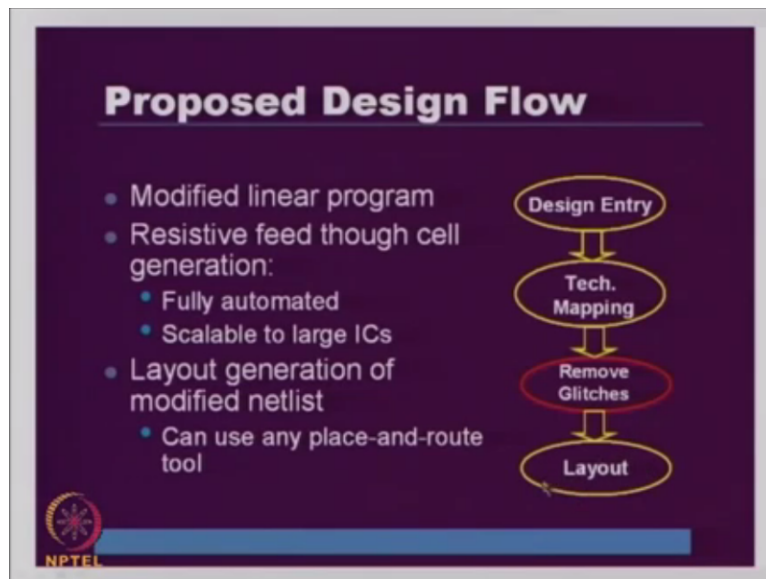 Proposed Design Flow
Modified linear program
Resistive feed though cell
generation:
Fully automated
Scalable to large ICs
Layout generation of
modified netlist
Can use any place-and-route
tool
Design Entry
Tech.
Mapping
Remove
Glitches
Layout
NPTEL